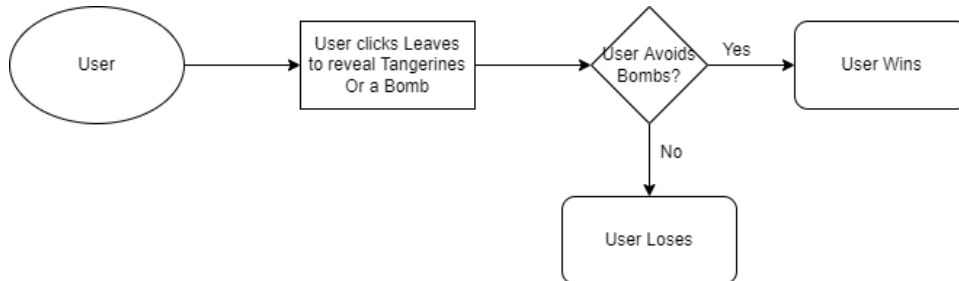 User
User clicks Leaves
to reveal Tangerines
Or a Bomb
User Avoids
Bombs?
Yes
User Wins
No
User Loses